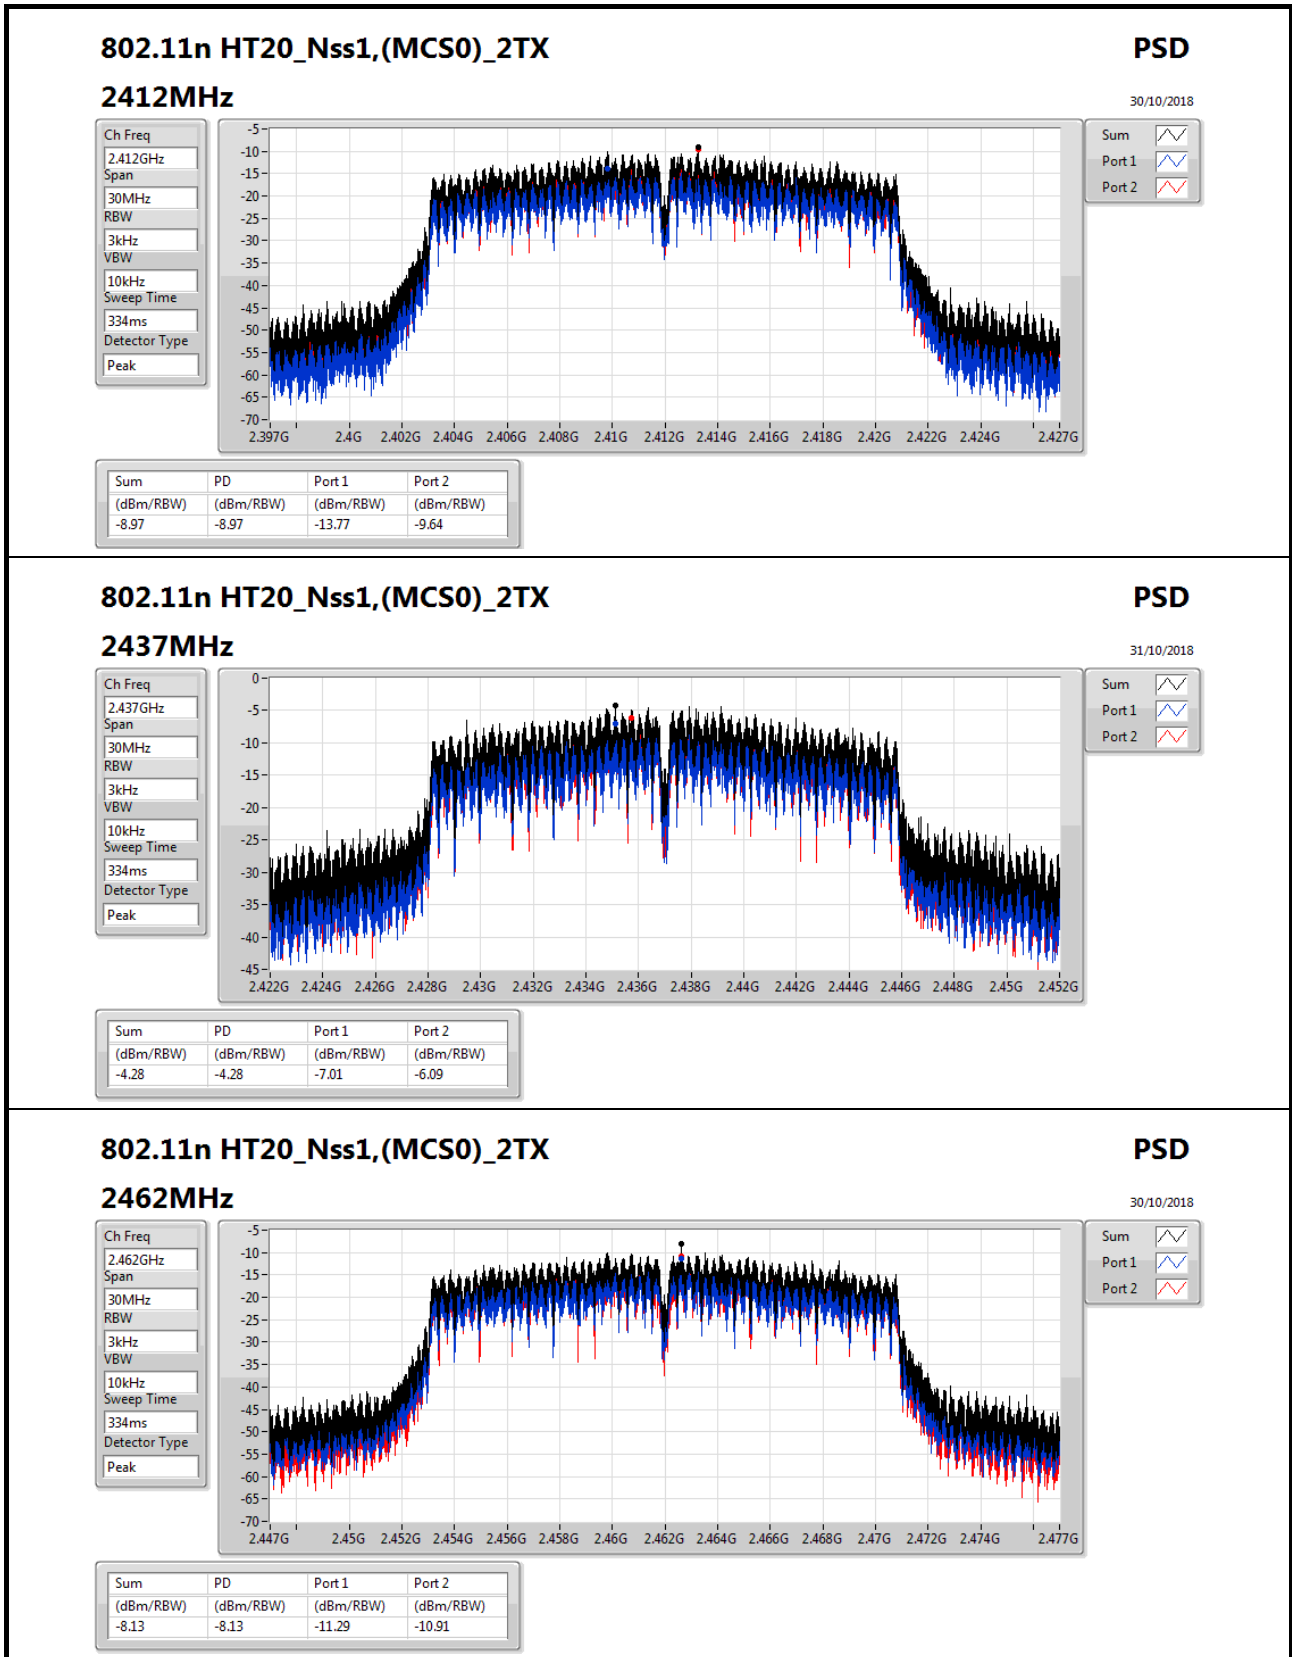 802.11n HT20_Nss1,(MCS0)_2TX PSD
2412MHz 30/10/2018
Ch Freq
2.412GHz
Span
30MHz
RBW
3kHz
VBW
10kHz
Sweep Time
334ms
Detector Type
Peak
-5
-10
-15
-20
-25
-30
-35
-40
-45
-50
-55
-60
-65
-70
2.397G 2.4G 2.402G 2.404G 2.406G 2.408G 2.41G 2.412G 2.414G 2.416G 2.418G 2.42G 2.422G 2.424G 2.427G
Sum
Port 1
Port 2
Sum PD Port 1 Port 2
(dBm/RBW) (dBm/RBW) (dBm/RBW) (dBm/RBW)
-8.97 -8.97 -13.77 -9.64
802.11n HT20_Nss1,(MCS0)_2TX PSD
2437MHz 31/10/2018
Ch Freq
2.437GHz
Span
30MHz
RBW
3kHz
VBW
10kHz
Sweep Time
334ms
Detector Type
Peak
0
-5
-10
-15
-20
-25
-30
-35
-40
-45
2.422G 2.424G 2.426G 2.428G 2.43G 2.432G 2.434G 2.436G 2.438G 2.44G 2.442G 2.444G 2.446G 2.448G 2.45G 2.452G
Sum
Port 1
Port 2
Sum PD Port 1 Port 2
(dBm/RBW) (dBm/RBW) (dBm/RBW) (dBm/RBW)
-4.28 -4.28 -7.01 -6.09
802.11n HT20_Nss1,(MCS0)_2TX PSD
2462MHz 30/10/2018
Ch Freq
2.462GHz
Span
30MHz
RBW
3kHz
VBW
10kHz
Sweep Time
334ms
Detector Type
Peak
-5
-10
-15
-20
-25
-30
-35
-40
-45
-50
-55
-60
-65
-70
2.447G 2.45G 2.452G 2.454G 2.456G 2.458G 2.46G 2.462G 2.464G 2.466G 2.468G 2.47G 2.472G 2.474G 2.477G
Sum
Port 1
Port 2
Sum PD Port 1 Port 2
(dBm/RBW) (dBm/RBW) (dBm/RBW) (dBm/RBW)
-8.13 -8.13 -11.29 -10.91